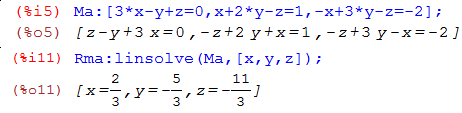 (%i5) Ma:[3*x-y+z=0,x+2*y-z=1,-x+3*y-z=-2];
(%o5) [z-y+3 x=0,-z+2 y+x=1,-z+3 y-x=-2]
(%i11) Rma:linsolve(Ma,[x,y,z]);
(%o11) [x=2/3,y=-5/3,z=-11/3]